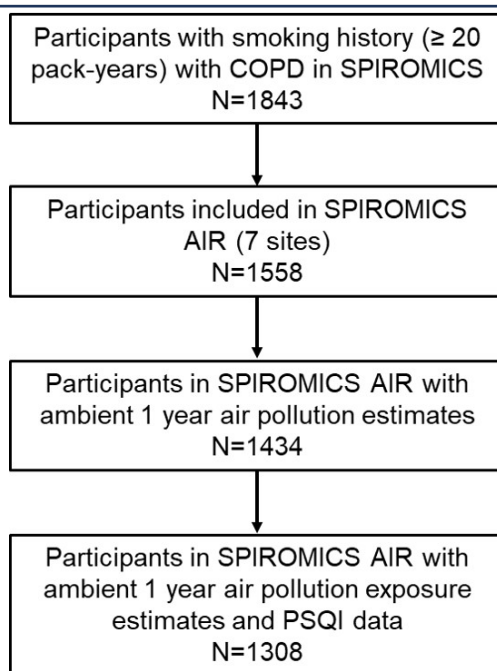 Participants with smoking history (≥ 20
pack-years) with COPD in SPIROMICS
N=1843
Participants included in SPIROMICS
AIR (7 sites)
N=1558
Participants in SPIROMICS AIR with
ambient 1 year air pollution estimates
N=1434
Participants in SPIROMICS AIR with
ambient 1 year air pollution exposure
estimates and PSQI data
N=1308